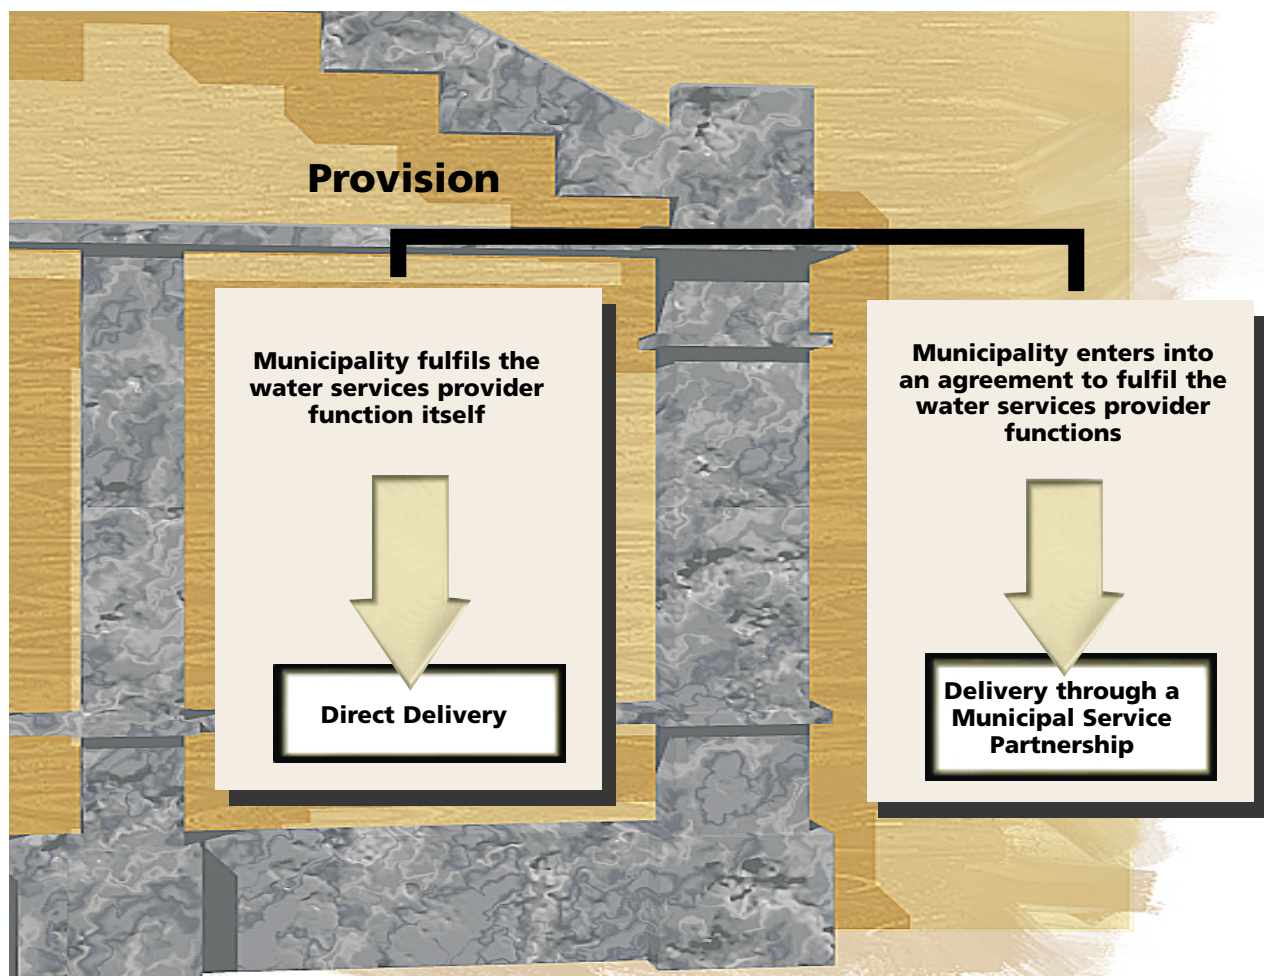 Provision
Municipality fulfils the
water services provider
function itself
Direct Delivery
Municipality enters into
an agreement to fulfil the
water services provider
functions
Delivery through a
Municipal Service
Partnership